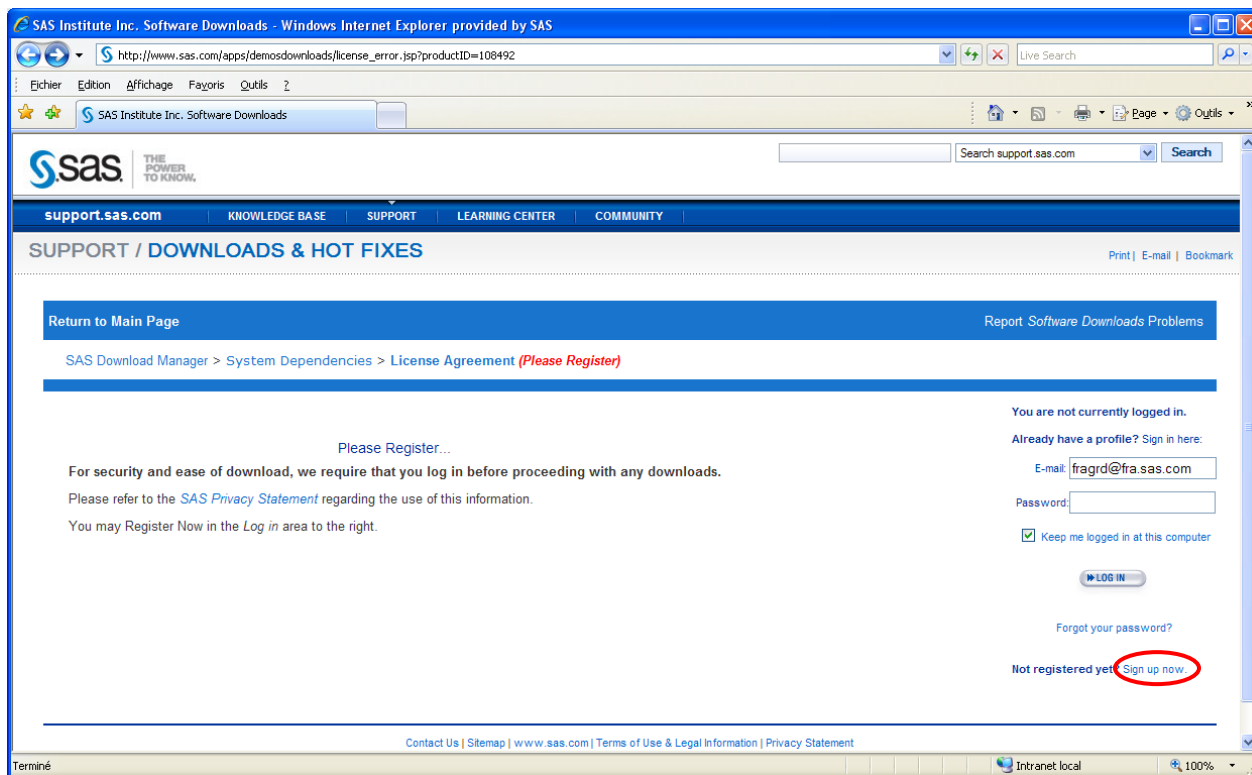 SAS Institute Inc. Software Downloads - Windows Internet Explorer provided by SAS
http://www.sas.com/apps/demosdownloads/license_error.jsp?productID=108492
Live Search
Fichier Edition Affichage Favoris Outils ?
SAS Institute Inc. Software Downloads
Page Outils
sas THE POWER TO KNOW.
Search support.sas.com Search
support.sas.com KNOWLEDGE BASE SUPPORT LEARNING CENTER COMMUNITY
SUPPORT / DOWNLOADS & HOT FIXES
Print | E-mail | Bookmark
Return to Main Page Report Software Downloads Problems
SAS Download Manager > System Dependencies > License Agreement (Please Register)
Please Register...
For security and ease of download, we require that you log in before proceeding with any downloads.
Please refer to the SAS Privacy Statement regarding the use of this information.
You may Register Now in the Log in area to the right.
You are not currently logged in.
Already have a profile? Sign in here:
E-mail: fragrd@fra.sas.com
Password:
Keep me logged in at this computer
LOG IN
Forgot your password?
Not registered yet? Sign up now.
Contact Us | Sitemap | www.sas.com | Terms of Use & Legal Information | Privacy Statement
Terminé Intranet local 100%